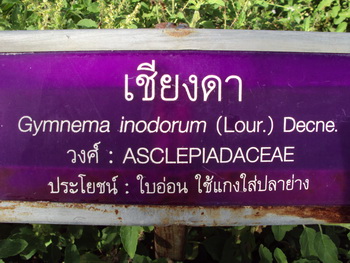 เชียงดา
Gymnema inodorum (Lour.) Decne.
วงศ์ : ASCLEPIADACEAE
ประโยชน์ : ใบอ่อน ใช้แกงใส่ปลาย่าง